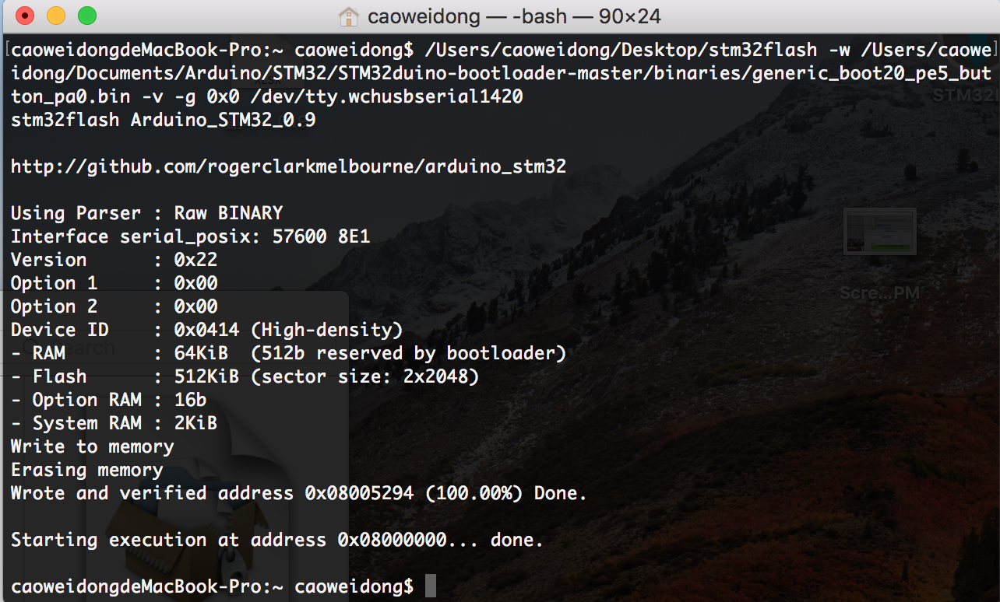 caoweidong — -bash — 90×24
[caoweidongdeMacBook-Pro:~ caoweidong$ /Users/caoweidong/Desktop/stm32flash -w /Users/caowe]
idong/Documents/Arduino/STM32/STM32duino-bootloader-master/binaries/generic_boot20_pe5_but
ton_pa0.bin -v -g 0x0 /dev/tty.wchusbserial1420
stm32flash Arduino_STM32_0.9
http://github.com/rogerclarkmelbourne/arduino_stm32
Using Parser : Raw BINARY
Interface serial_posix: 57600 8E1
Version      : 0x22
Option 1     : 0x00
Option 2     : 0x00
Device ID    : 0x0414 (High-density)
- RAM        : 64KiB  (512b reserved by bootloader)
- Flash      : 512KiB (sector size: 2x2048)
- Option RAM : 16b
- System RAM : 2KiB
Write to memory
Erasing memory
Wrote and verified address 0x08005294 (100.00%) Done.
Starting execution at address 0x08000000... done.
caoweidongdeMacBook-Pro:~ caoweidong$
Scre...PM